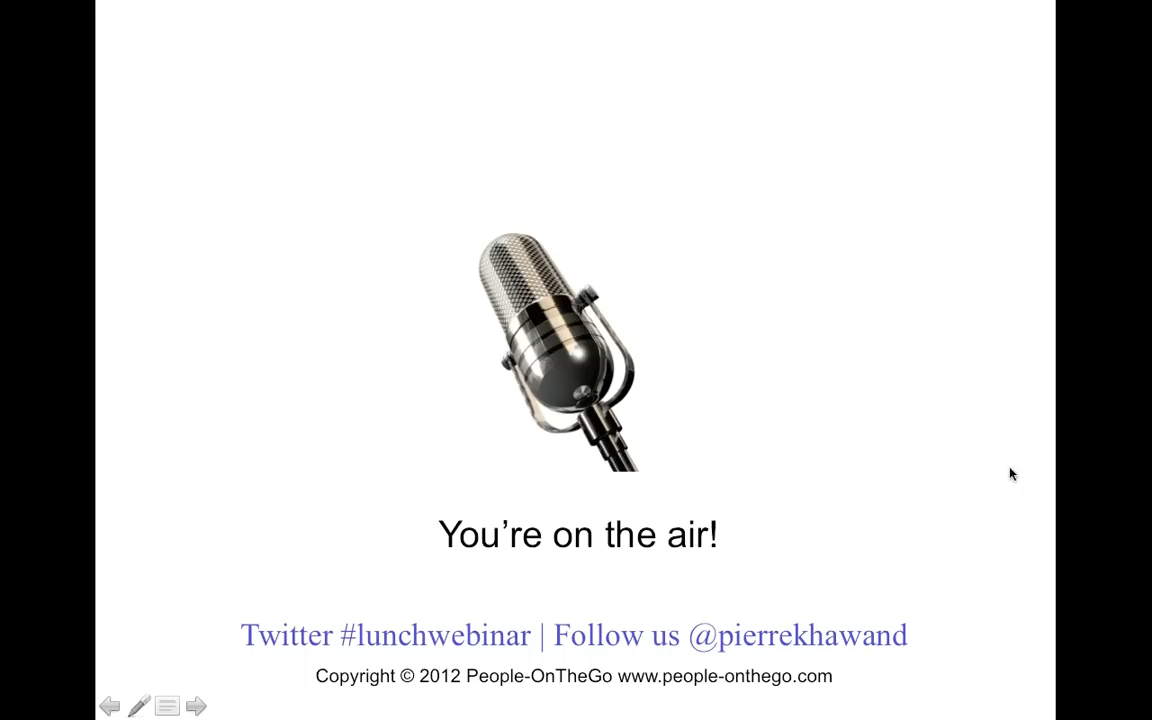 You’re on the air!
Twitter #lunchwebinar | Follow us @pierrekhawand
Copyright © 2012 People-OnTheGo www.people-onthego.com